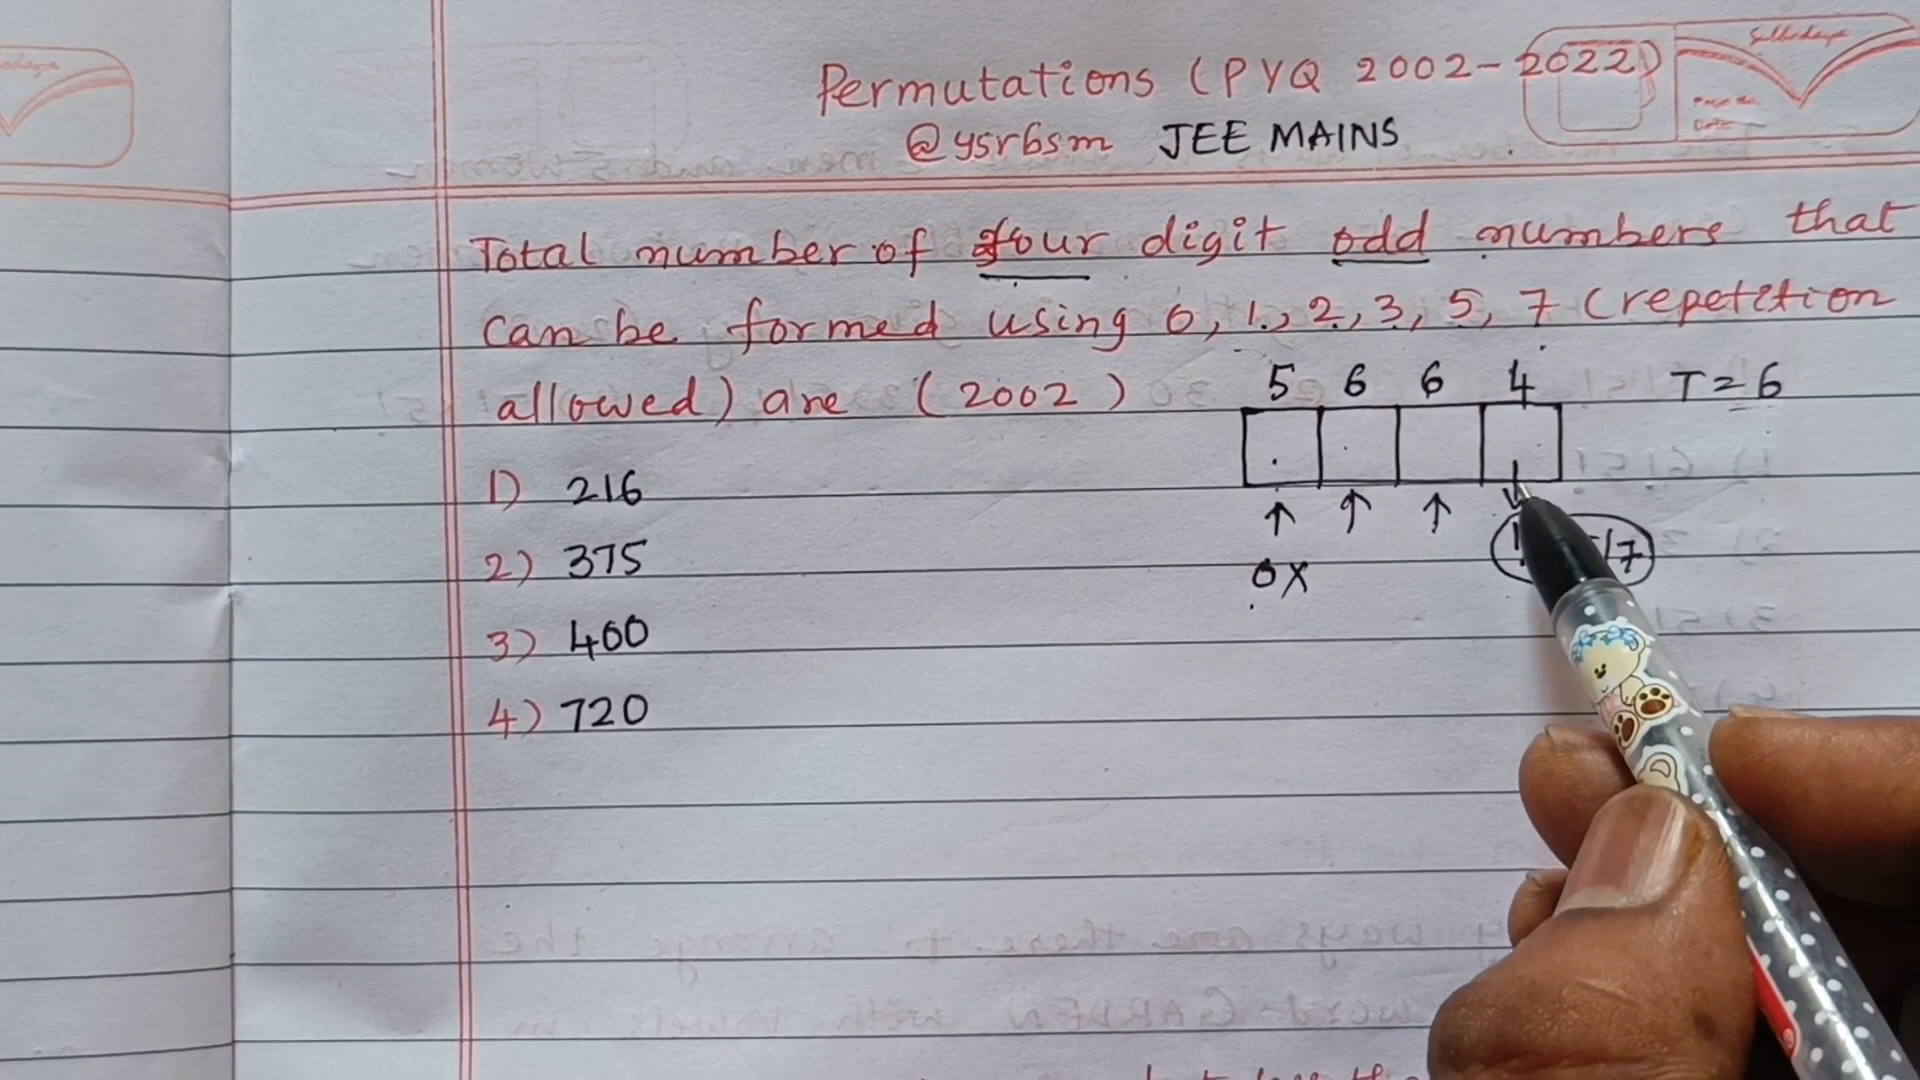 Permutations (PYQ 2002-2022)
@ysrbsm JEE MAINS
Total number of four digit odd numbers that
can be formed using 0, 1, 2, 3, 5, 7 (repetition
allowed) are (2002)
5 6 6 4 T = 6
1) 216
2) 375
3) 400
4) 720
↑ ↑ ↑
0X
7